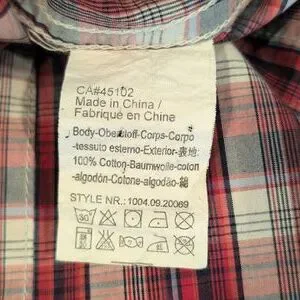 CA#45102
Made in China /
Fabriqué en Chine
Body-Oberstoff-Corps-Corpo
-tessuto esterno-Exterior-表地:
100% Cotton-Baumwolle-coton
-algodón-Cotone-algodão-綿
STYLE NR.: 1004.09.20069